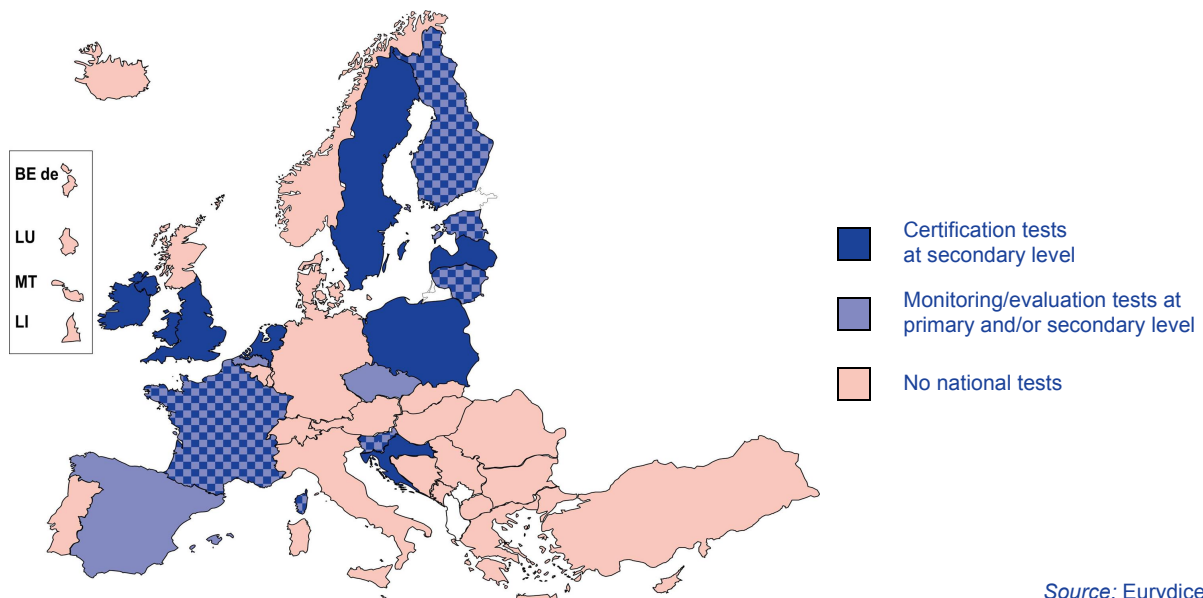 BE de
LU
MT
LI
Certification tests
at secondary level
Monitoring/evaluation tests at
primary and/or secondary level
No national tests
Source: Eurydice